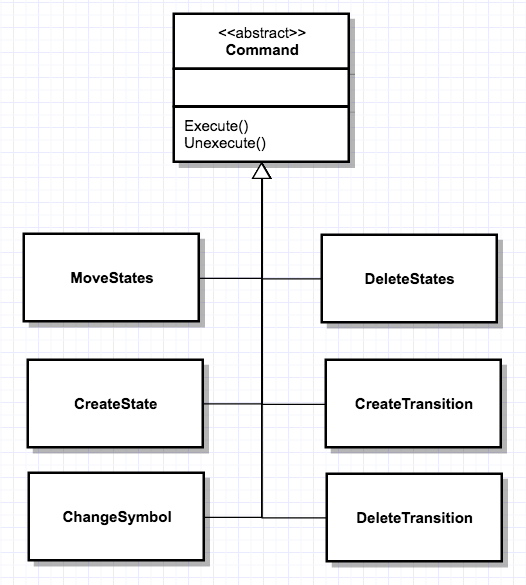 <<abstract>>
Command
Execute()
Unexecute()
MoveStates
DeleteStates
CreateState
CreateTransition
ChangeSymbol
DeleteTransition